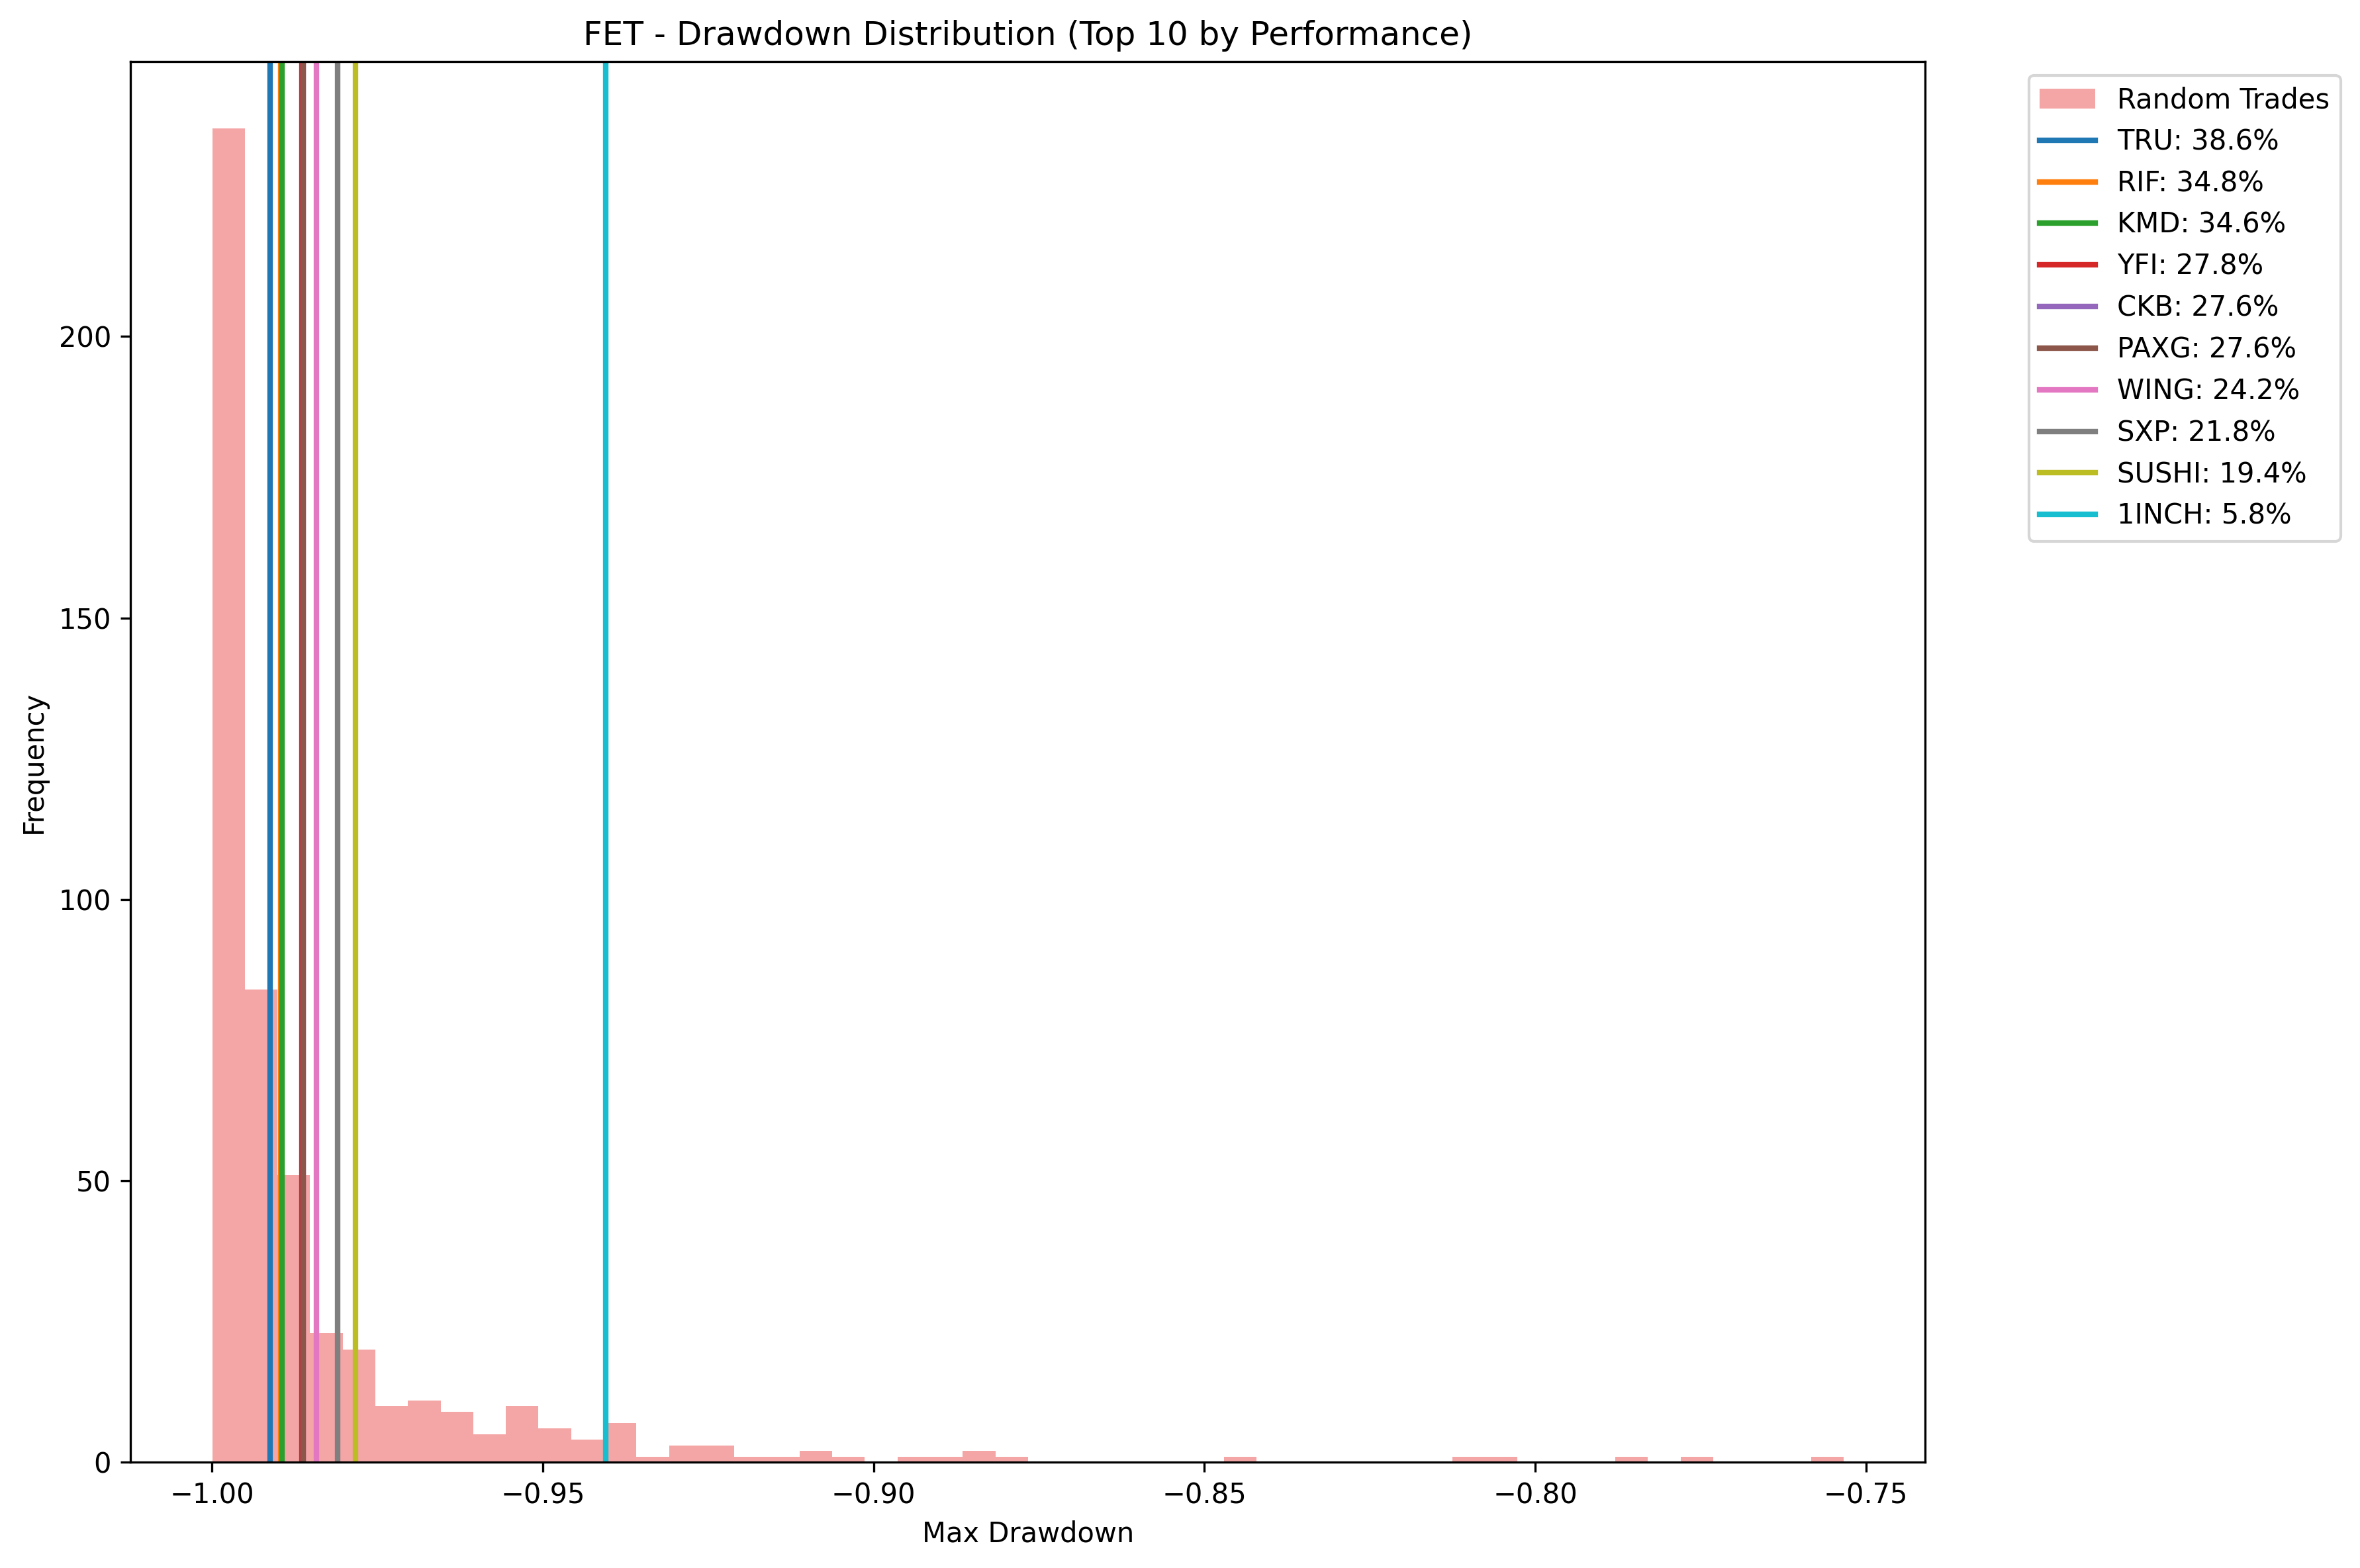 FET - Drawdown Distribution (Top 10 by Performance)
Random Trades
TRU: 38.6%
RIF: 34.8%
KMD: 34.6%
YFI: 27.8%
CKB: 27.6%
PAXG: 27.6%
WING: 24.2%
SXP: 21.8%
SUSHI: 19.4%
1INCH: 5.8%
Frequency
200
150
100
50
0
−1.00 −0.95 −0.90 −0.85 −0.80 −0.75
Max Drawdown